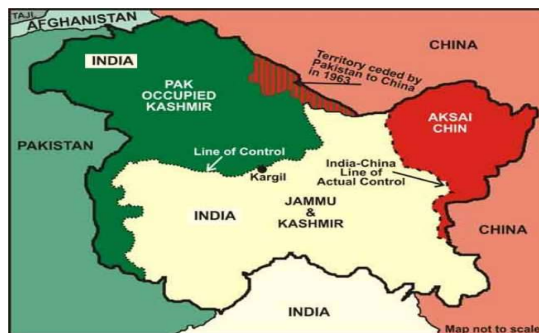 TAJI.
AFGHANISTAN
CHINA
INDIA
Territory ceded by
Pakistan to China
in 1963
PAK
OCCUPIED
KASHMIR
AKSAI
CHIN
PAKISTAN
Line of Control
India-China
Line of
Actual Control
Kargil
JAMMU
&
KASHMIR
INDIA
CHINA
INDIA
Map not to scale